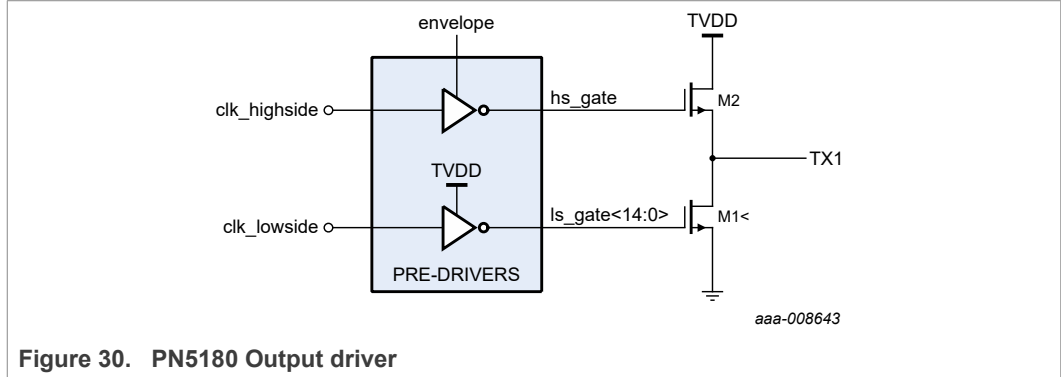 envelope
TVDD
clk_highside
hs_gate
M2
TX1
TVDD
clk_lowside
ls_gate<14:0>
M1<
PRE-DRIVERS
aaa-008643
Figure 30. PN5180 Output driver